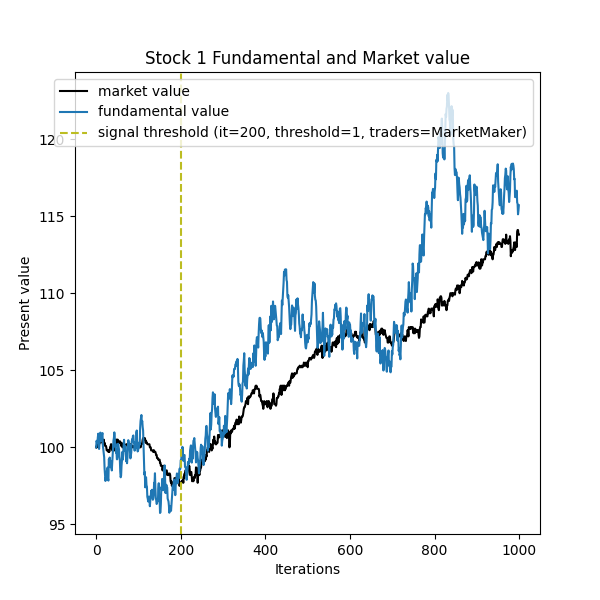 Stock 1 Fundamental and Market value
market value
fundamental value
signal threshold (it=200, threshold=1, traders=MarketMaker)
120
115
110
105
100
95
Present value
0 200 400 600 800 1000
Iterations